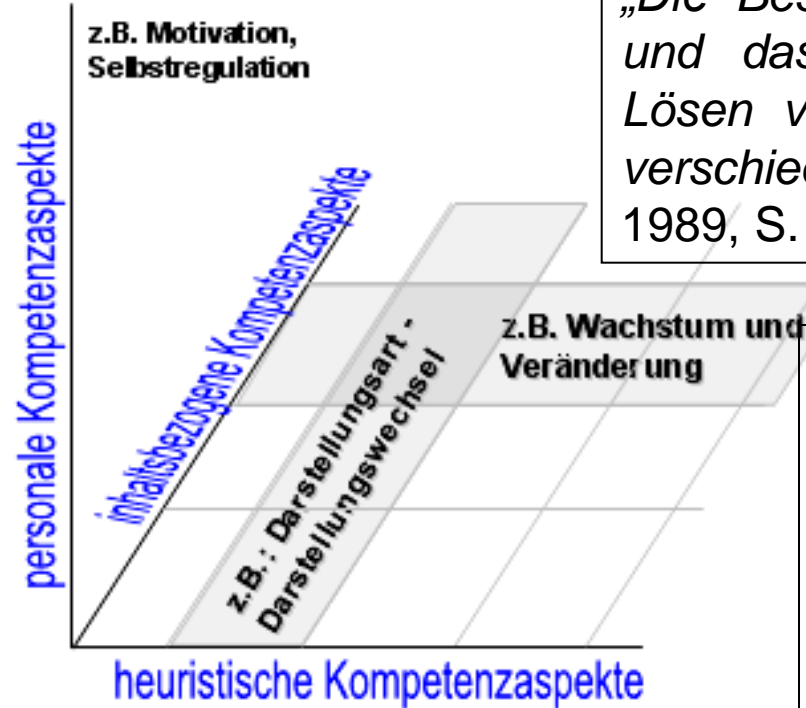 z.B. Motivation,
Selbstregulation
„Die Bes
und das
Lösen v
verschied
1989, S.
personale Kompetenzaspekte
inhaltsbezogene Kompetenzaspekte
z.B. Wachstum und
Veränderung
z.B.: Darstellungsart -
Darstellungswechsel
heuristische Kompetenzaspekte